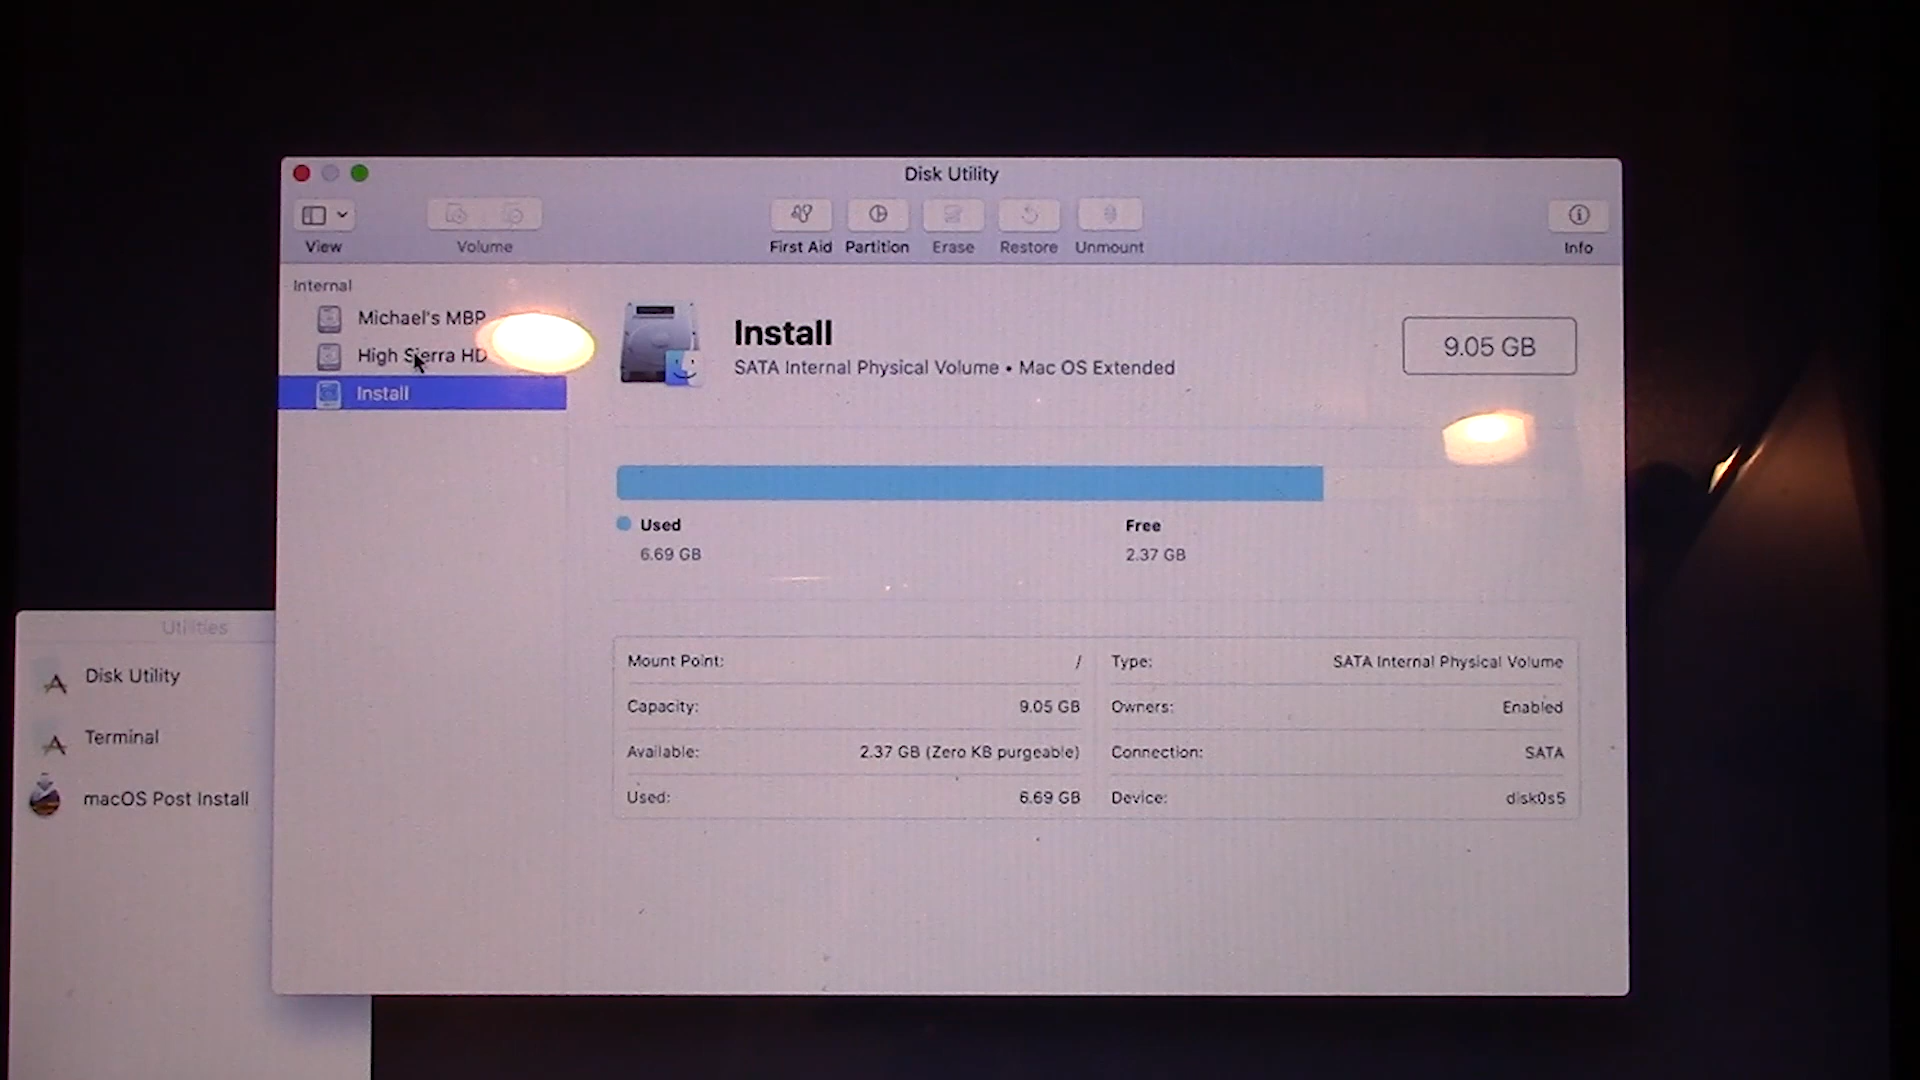 Disk Utility
View
Volume
First Aid
Partition
Erase
Restore
Unmount
Info
Internal
Michael's MBP
High Sierra HD
Install
Install
SATA Internal Physical Volume • Mac OS Extended
9.05 GB
Used
6.69 GB
Free
2.37 GB
Mount Point: /
Capacity: 9.05 GB
Available: 2.37 GB (Zero KB purgeable)
Used: 6.69 GB
Type: SATA Internal Physical Volume
Owners: Enabled
Connection: SATA
Device: disk0s5
Utilities
Disk Utility
Terminal
macOS Post Install